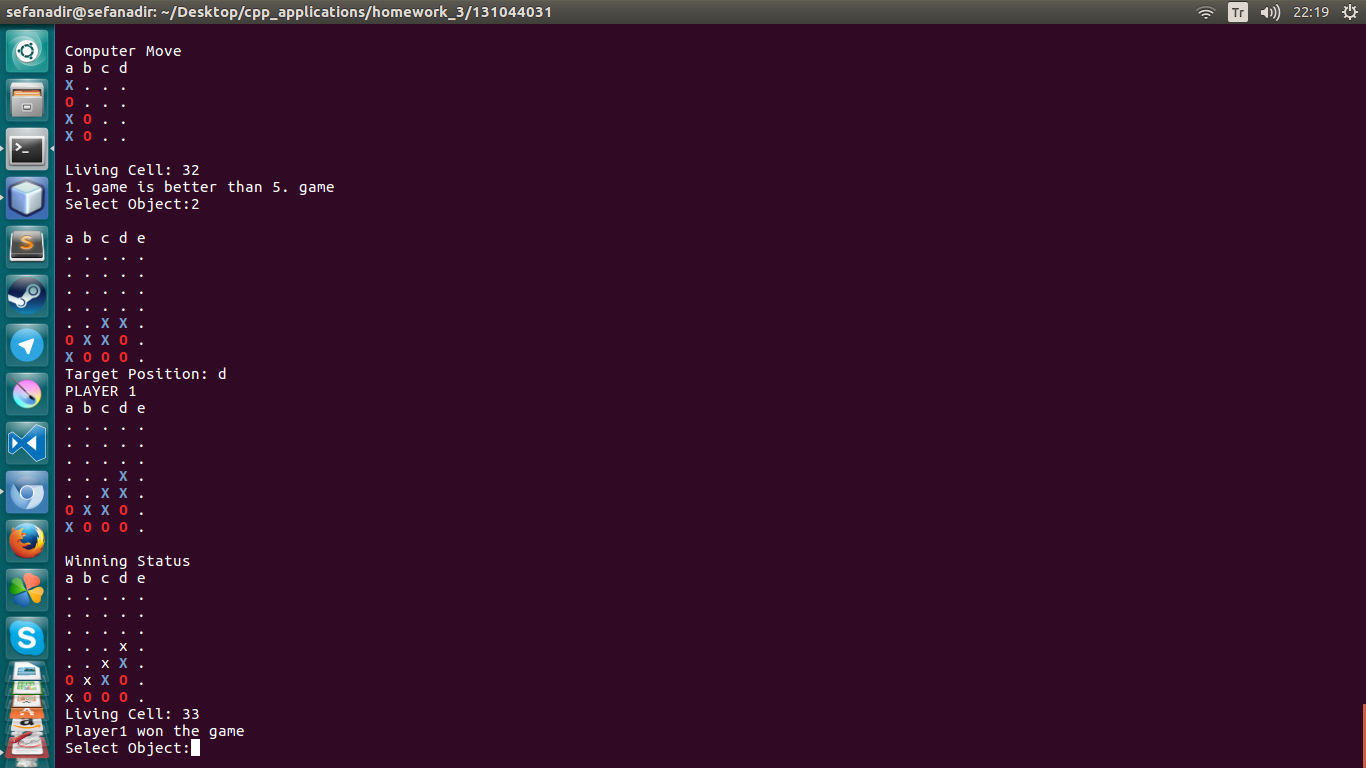 sefanadir@sefanadir: ~/Desktop/cpp_applications/homework_3/131044031
Tr 22:19
Computer Move
a b c d
X . . .
O . . .
X O . .
X O . .
Living Cell: 32
1. game is better than 5. game
Select Object:2
a b c d e
. . . . .
. . . . .
. . . . .
. . . . .
. . X X .
O X X O .
X O O O .
Target Position: d
PLAYER 1
a b c d e
. . . . .
. . . . .
. . . . .
. . . X .
. . X X .
O X X O .
X O O O .
Winning Status
a b c d e
. . . . .
. . . . .
. . . . .
. . . x .
. . x X .
O x X O .
x O O O .
Living Cell: 33
Player1 won the game
Select Object: